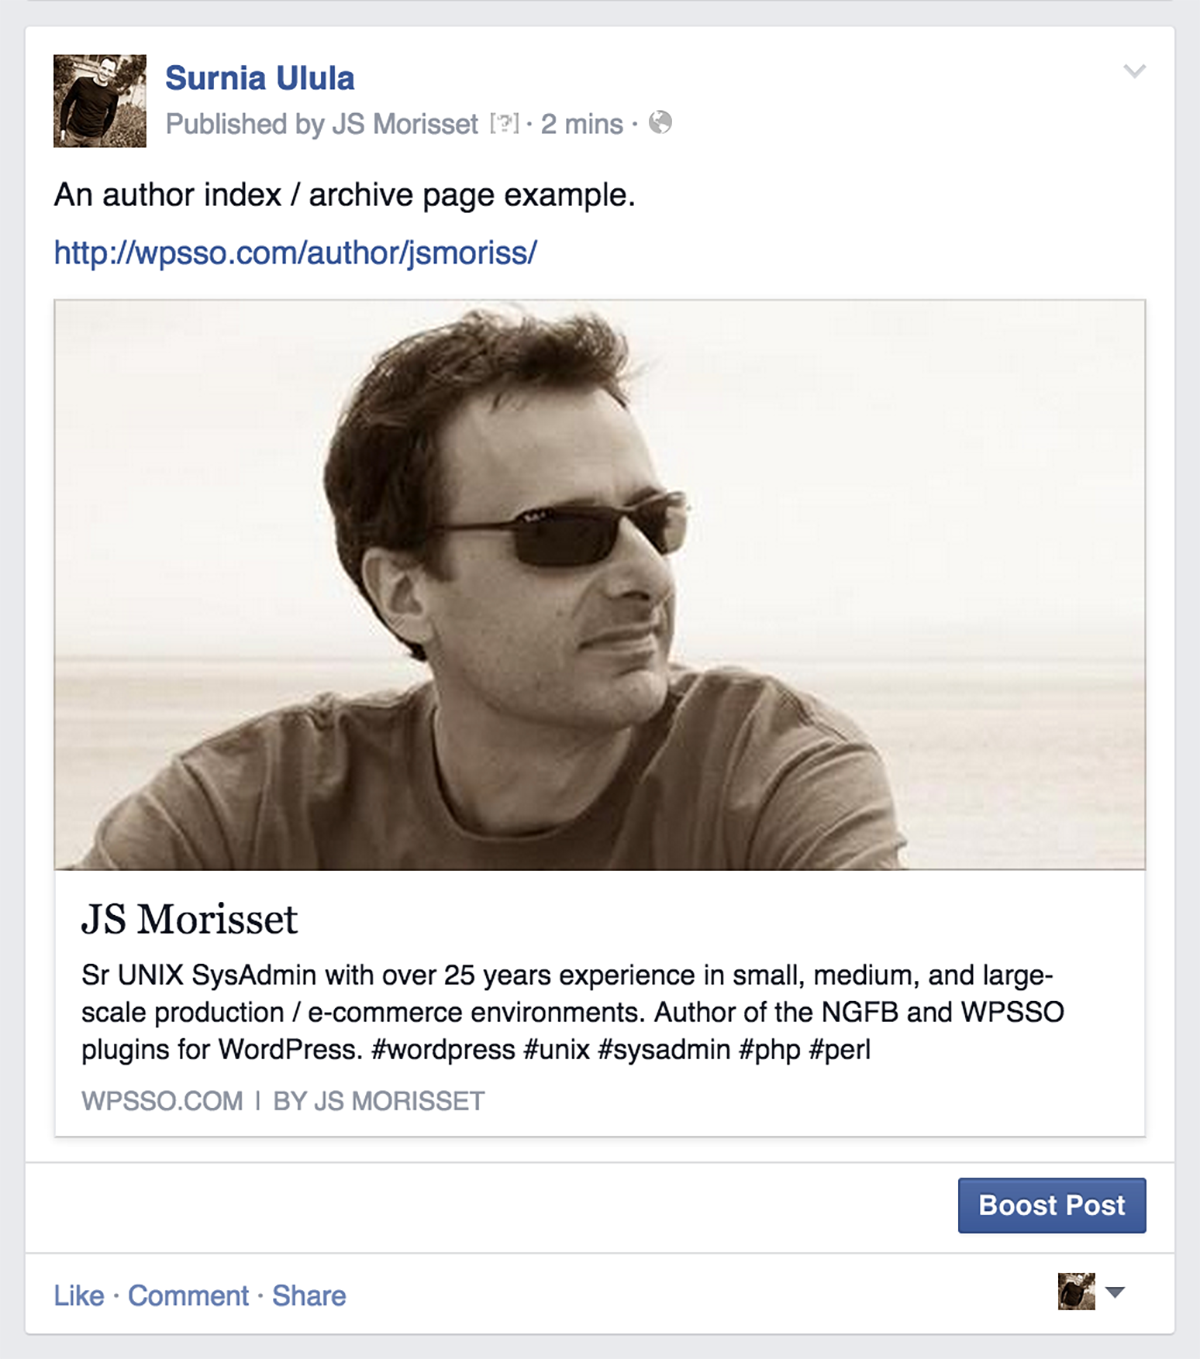 Surnia Ulula
Published by JS Morisset [?] · 2 mins ·
An author index / archive page example.
http://wpsso.com/author/jsmoriss/
JS Morisset
Sr UNIX SysAdmin with over 25 years experience in small, medium, and large-
scale production / e-commerce environments. Author of the NGFB and WPSSO
plugins for WordPress. #wordpress #unix #sysadmin #php #perl
WPSSO.COM | BY JS MORISSET
Boost Post
Like · Comment · Share